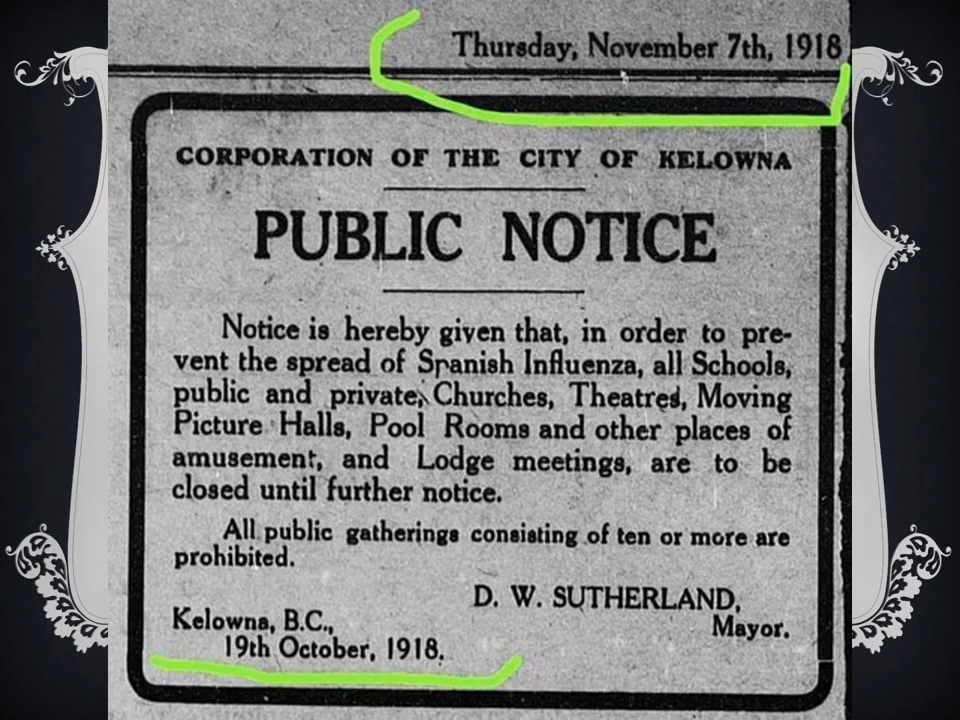 Thursday, November 7th, 1918
CORPORATION OF THE CITY OF KELOWNA
PUBLIC NOTICE
Notice is hereby given that, in order to pre-
vent the spread of Spanish Influenza, all Schools,
public and private, Churches, Theatres, Moving
Picture Halls, Pool Rooms and other places of
amusement, and Lodge meetings, are to be
closed until further notice.
All public gatherings consisting of ten or more are
prohibited.
D. W. SUTHERLAND,
Mayor.
Kelowna, B.C.,
19th October, 1918.